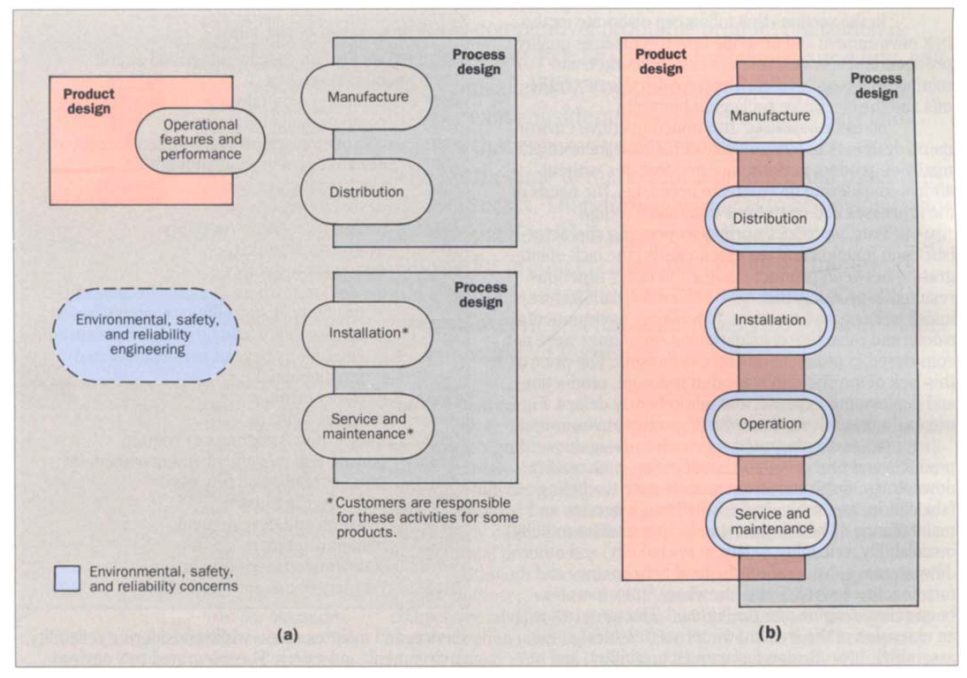 Product
design
Operational
features and
performance
Environmental, safety,
and reliability
engineering
Process
design
Manufacture
Distribution
Process
design
Installation*
Service and
maintenance*
*Customers are responsible
for these activities for some
products.
Environmental, safety,
and reliability concerns
(a)
Product
design
Process
design
Manufacture
Distribution
Installation
Operation
Service and
maintenance
(b)